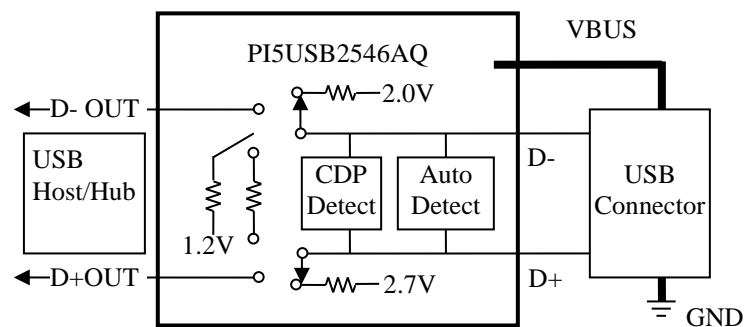 VBUS
PI5USB2546AQ
2.0V
D- OUT
USB
Host/Hub
CDP
Detect
Auto
Detect
D-
USB
Connector
1.2V
D+OUT
2.7V
D+
GND